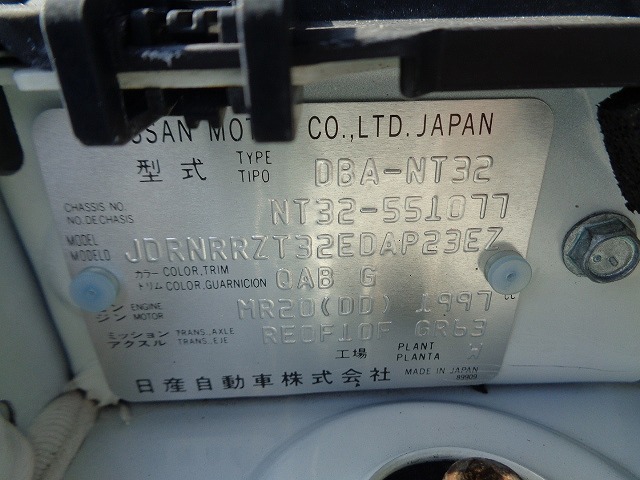 SSAN MOTOR CO.,LTD. JAPAN
型式 TYPE TIPO DBA-NT32
CHASSIS NO. NO.DE CHASIS NT32-551077
MODEL MODELO JDRNRRZT32EDAP23EZ
カラー COLOR,TRIM トリム COLOR,GUARNICION QAB G
ン ENGINE ジン MOTOR MR20(DD) 1997 cc
ミッション TRANS.,AXLE アクスル TRANS.,EJE RE0F10F GR63
工場 PLANT PLANTA W
日産自動車株式会社 MADE IN JAPAN
89909